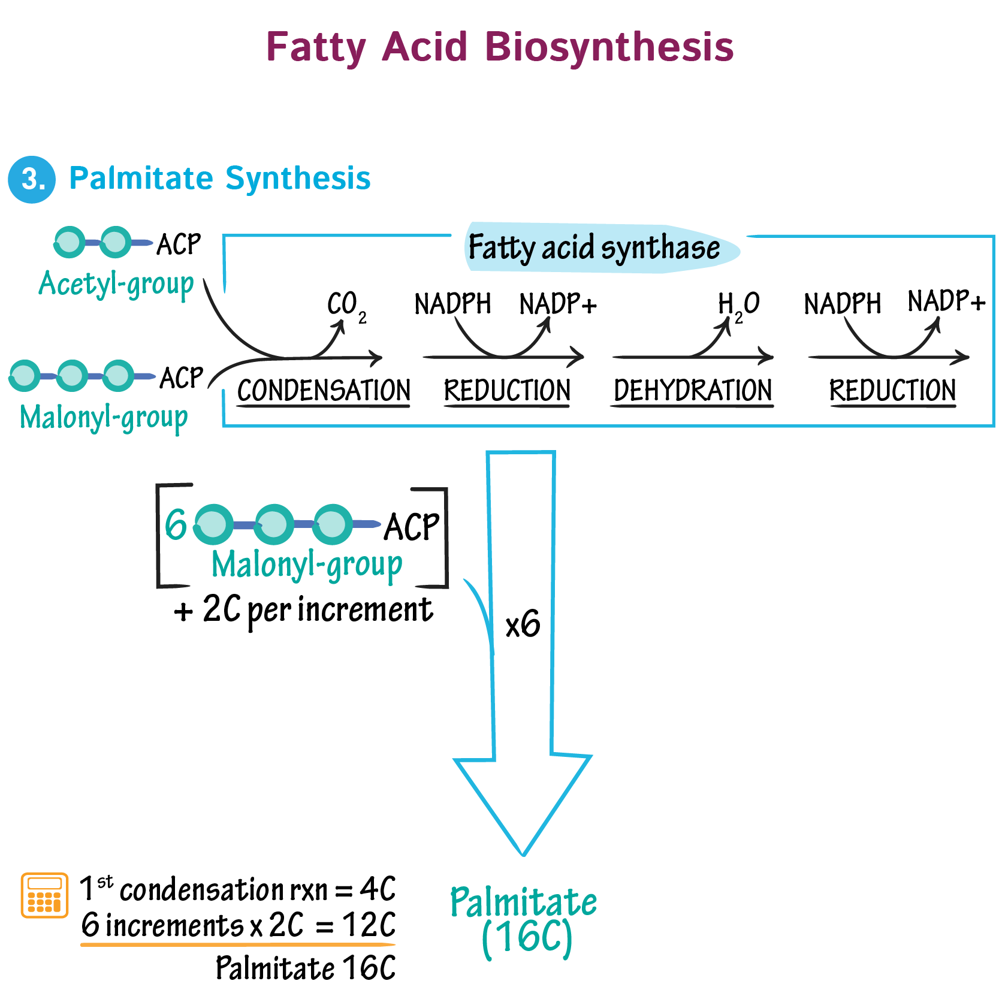 Fatty Acid Biosynthesis
3. Palmitate Synthesis
ACP
Acetyl-group
Fatty acid synthase
CO₂
NADPH
NADP+
H₂O
NADPH
NADP+
ACP
Malonyl-group
CONDENSATION
REDUCTION
DEHYDRATION
REDUCTION
6
ACP
Malonyl-group
+ 2C per increment
x6
1st condensation rxn = 4C
6 increments x 2C = 12C
Palmitate 16C
Palmitate
(16C)